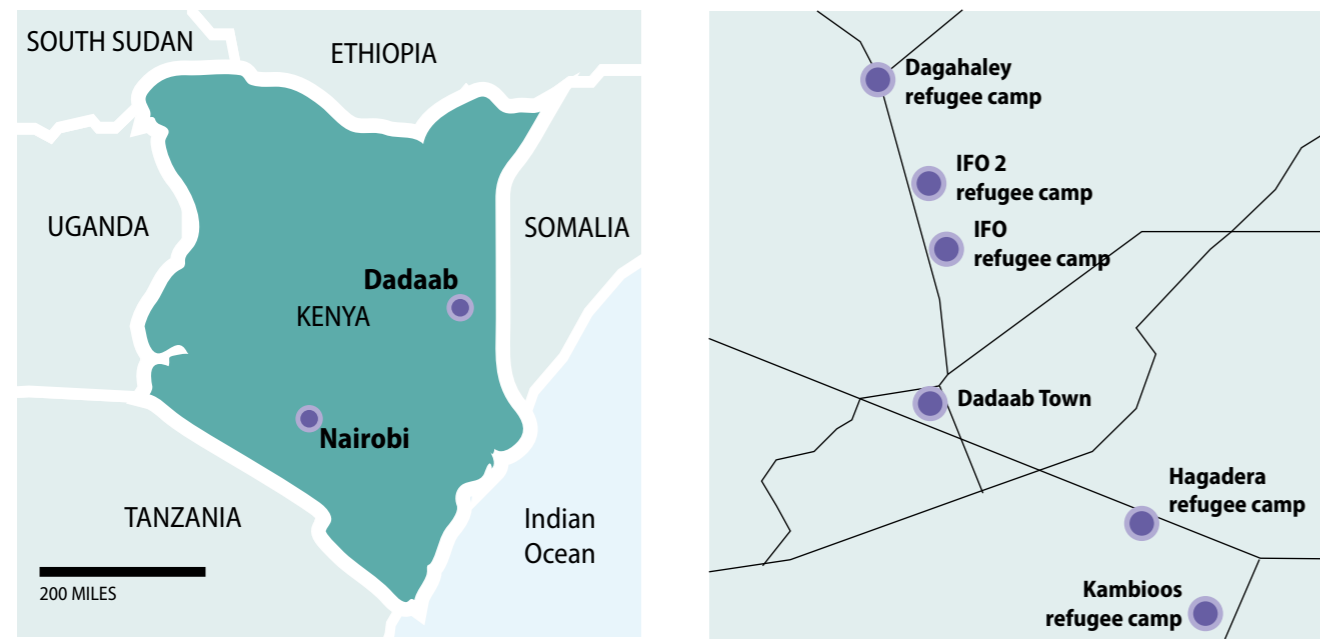 SOUTH SUDAN
ETHIOPIA
UGANDA
SOMALIA
Dadaab
KENYA
Nairobi
TANZANIA
Indian
Ocean
200 MILES
Dagahaley
refugee camp
IFO 2
refugee camp
IFO
refugee camp
Dadaab Town
Hagadera
refugee camp
Kambioos
refugee camp